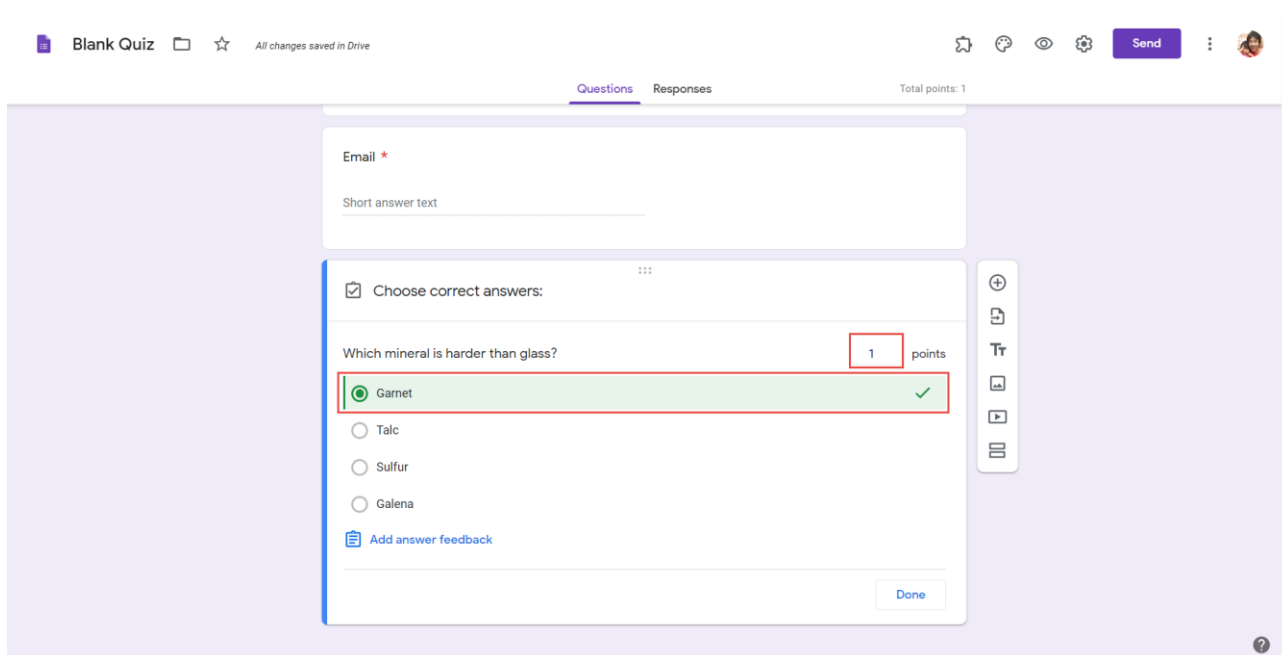 Blank Quiz All changes saved in Drive Send
Questions Responses Total points: 1
Email *
Short answer text
Choose correct answers:
Which mineral is harder than glass? 1 points
Garnet
Talc
Sulfur
Galena
Add answer feedback
Done